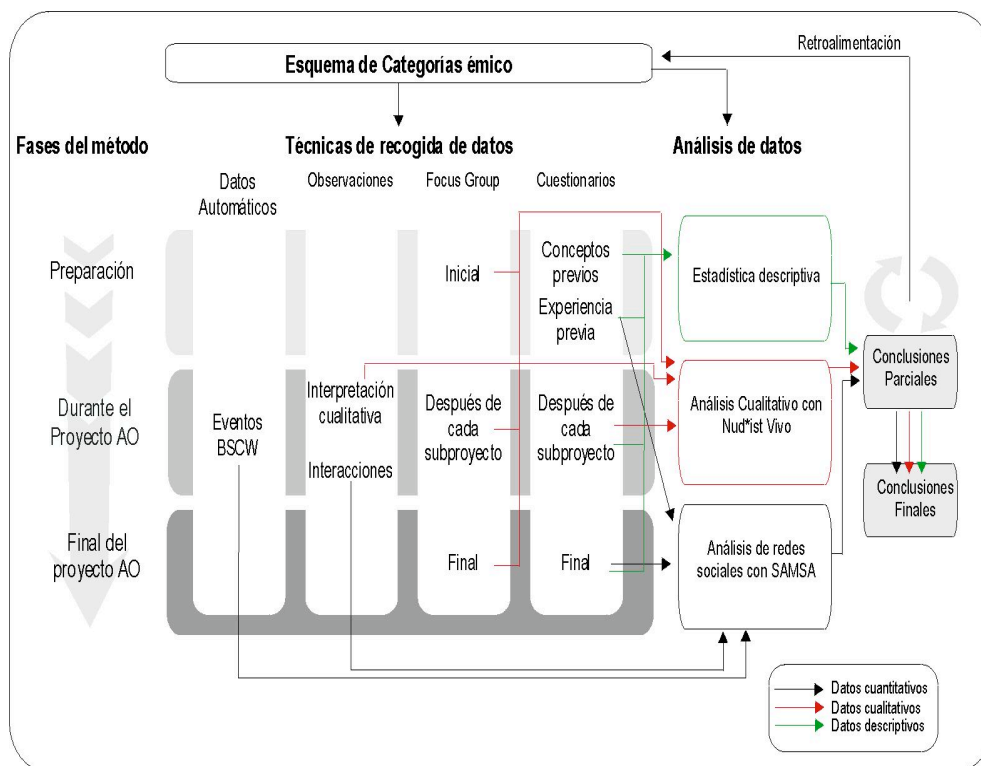 Retroalimentación
Esquema de Categorías émico
Fases del método
Técnicas de recogida de datos
Análisis de datos
Datos
Automáticos
Observaciones
Focus Group
Cuestionarios
Preparación
Inicial
Conceptos
previos
Experiencia
previa
Estadística descriptiva
Conclusiones
Parciales
Durante el
Proyecto AO
Eventos
BSCW
Interpretación
cualitativa
Interacciones
Después de
cada
subproyecto
Después de
cada
subproyecto
Análisis Cualitativo con
Nud*ist Vivo
Conclusiones
Finales
Final del
proyecto AO
Final
Final
Análisis de redes
sociales con SAMSA
Datos cuantitativos
Datos cualitativos
Datos descriptivos